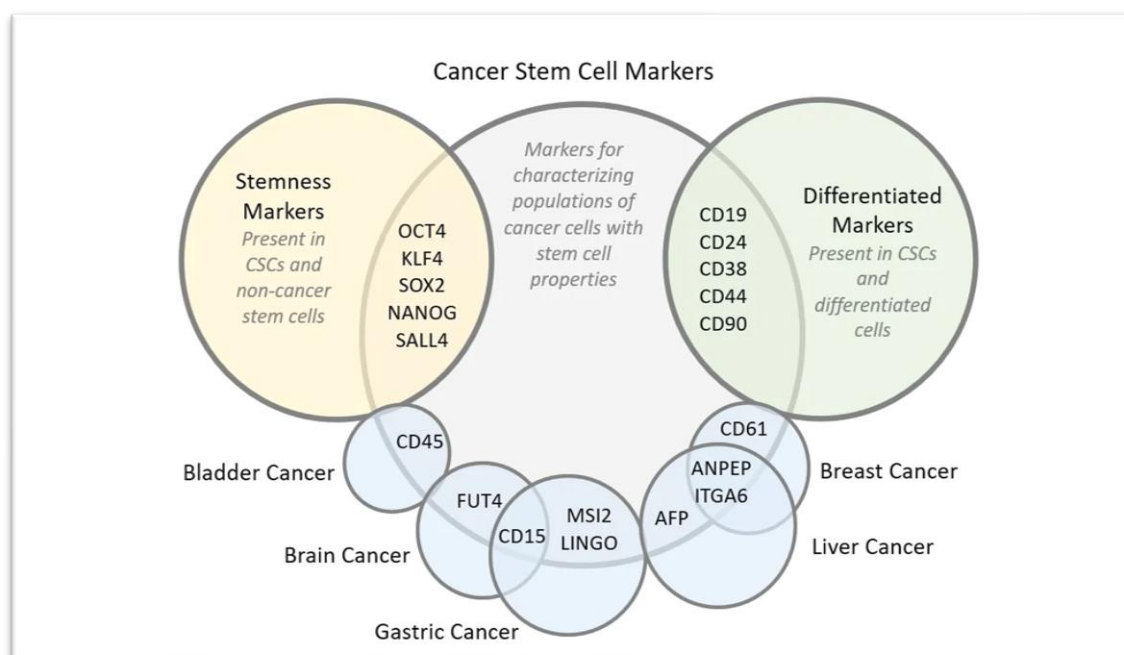 Cancer Stem Cell Markers
Stemness
Markers
Present in
CSCs and
non-cancer
stem cells
OCT4
KLF4
SOX2
NANOG
SALL4
Markers for
characterizing
populations of
cancer cells with
stem cell
properties
CD19
CD24
CD38
CD44
CD90
Differentiated
Markers
Present in CSCs
and
differentiated
cells
Bladder Cancer
CD45
Brain Cancer
FUT4
CD15
Gastric Cancer
MSI2
LINGO
AFP
ANPEP
ITGA6
CD61
Breast Cancer
Liver Cancer